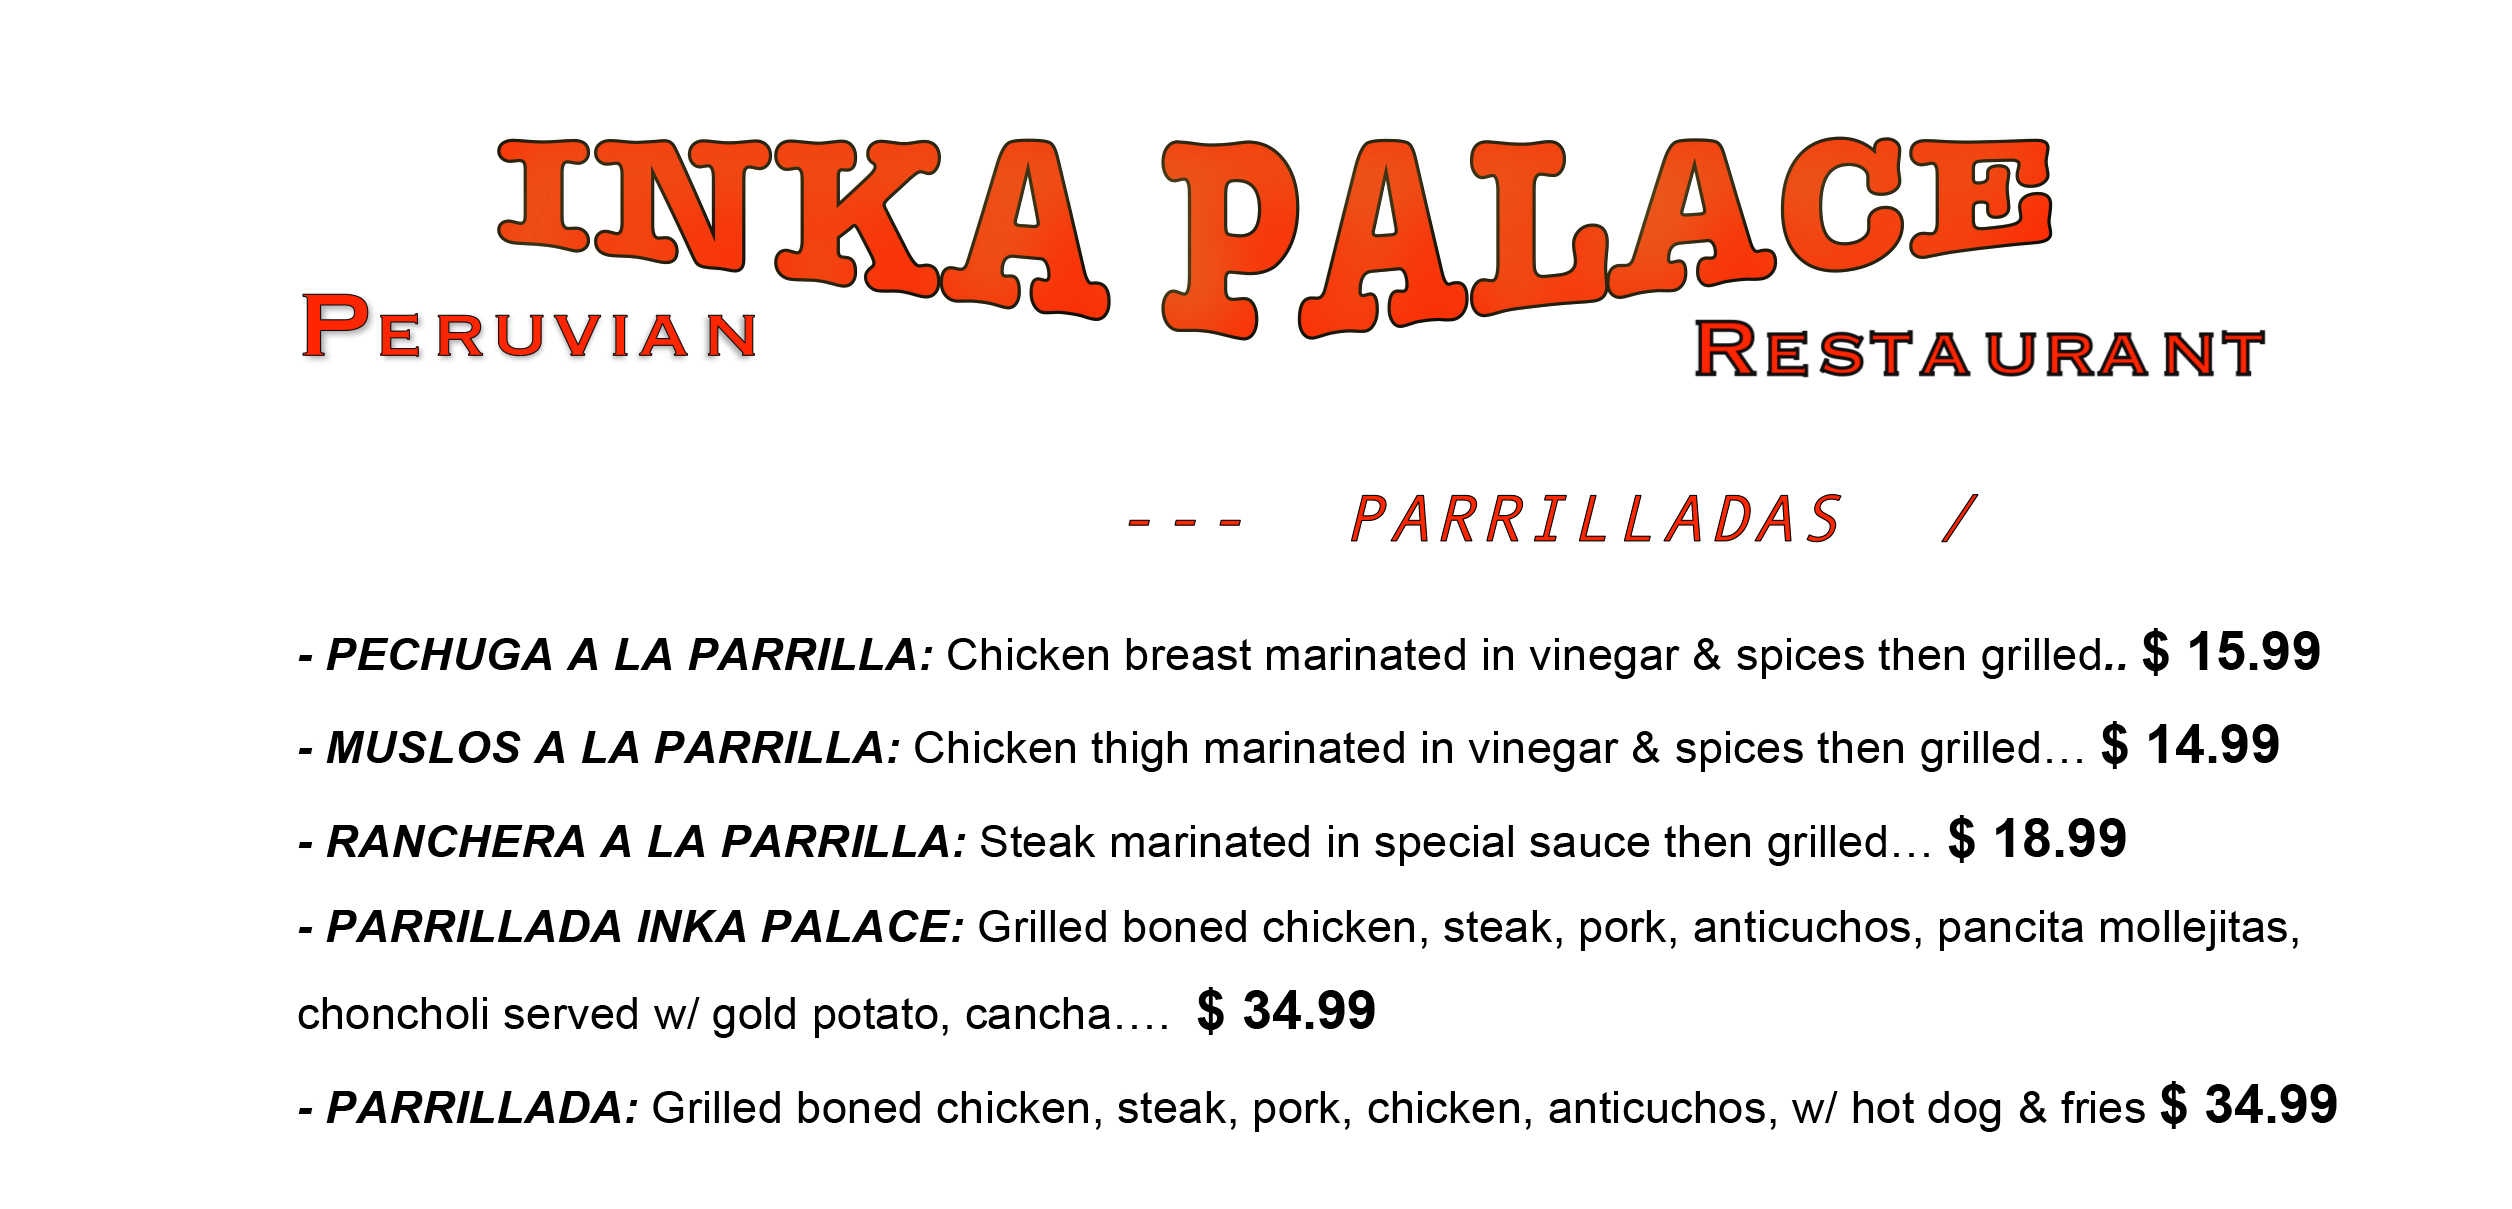 INKA PALACE
PERUVIAN
RESTAURANT
--- PARRILLADAS /
- PECHUGA A LA PARRILLA: Chicken breast marinated in vinegar & spices then grilled.. $ 15.99
- MUSLOS A LA PARRILLA: Chicken thigh marinated in vinegar & spices then grilled… $ 14.99
- RANCHERA A LA PARRILLA: Steak marinated in special sauce then grilled… $ 18.99
- PARRILLADA INKA PALACE: Grilled boned chicken, steak, pork, anticuchos, pancita mollejitas,
choncholi served w/ gold potato, cancha…. $ 34.99
- PARRILLADA: Grilled boned chicken, steak, pork, chicken, anticuchos, w/ hot dog & fries $ 34.99